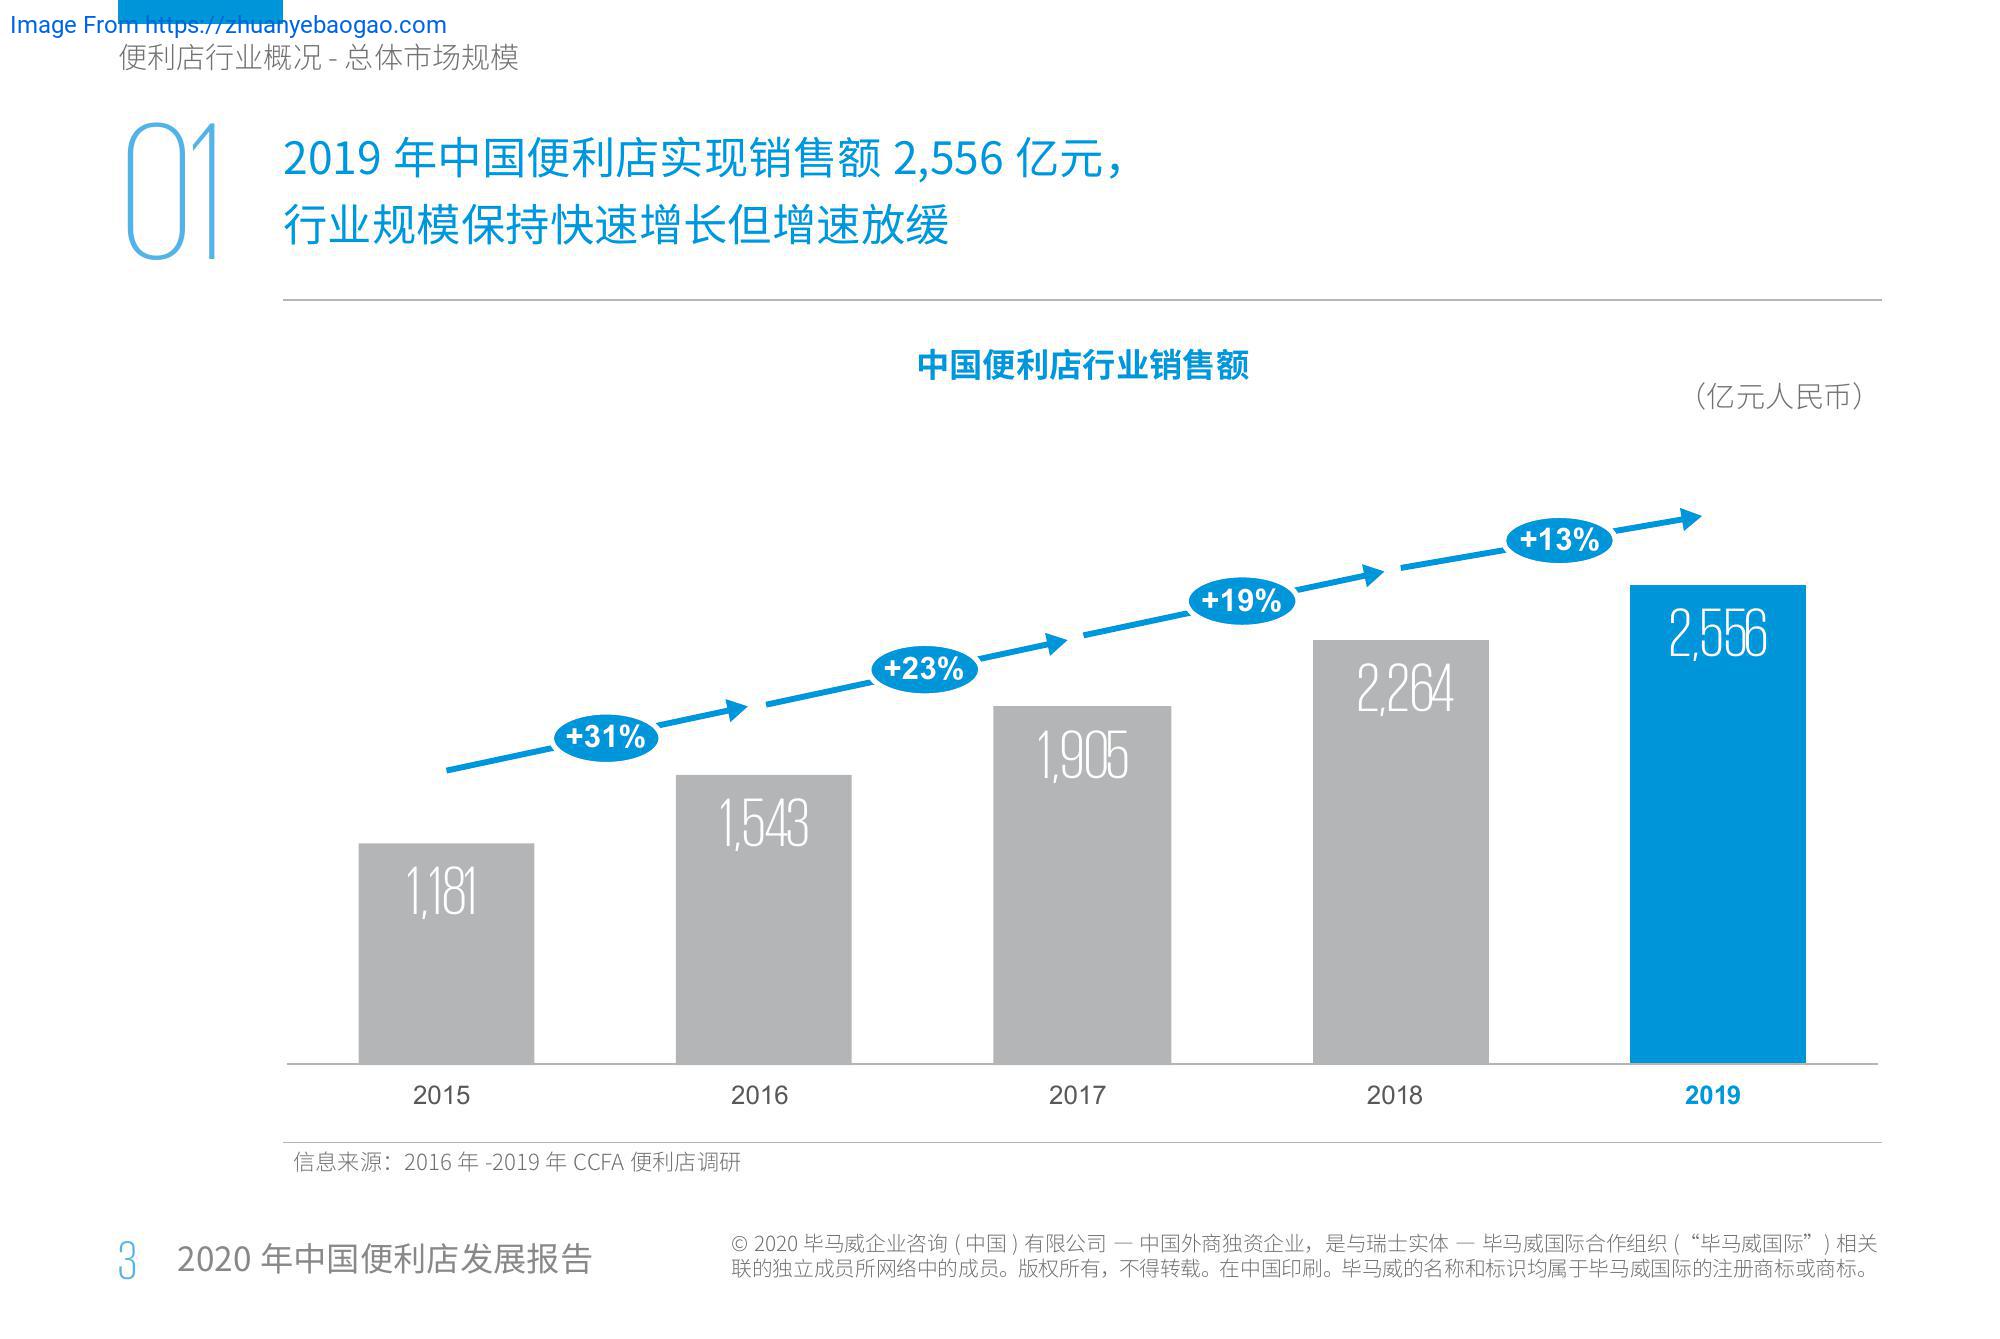 Image From https://zhuanyebaogao.com
便利店行业概况 - 总体市场规模
01
2019 年中国便利店实现销售额 2,556 亿元，
行业规模保持快速增长但增速放缓
中国便利店行业销售额
（亿元人民币）
+31%
+23%
+19%
+13%
1,181
1,543
1,905
2,264
2,556
2015
2016
2017
2018
2019
信息来源：2016 年 -2019 年 CCFA 便利店调研
3
2020 年中国便利店发展报告
© 2020 毕马威企业咨询 ( 中国 ) 有限公司 — 中国外商独资企业，是与瑞士实体 — 毕马威国际合作组织 (“毕马威国际” ) 相关
联的独立成员所网络中的成员。版权所有，不得转载。在中国印刷。毕马威的名称和标识均属于毕马威国际的注册商标或商标。